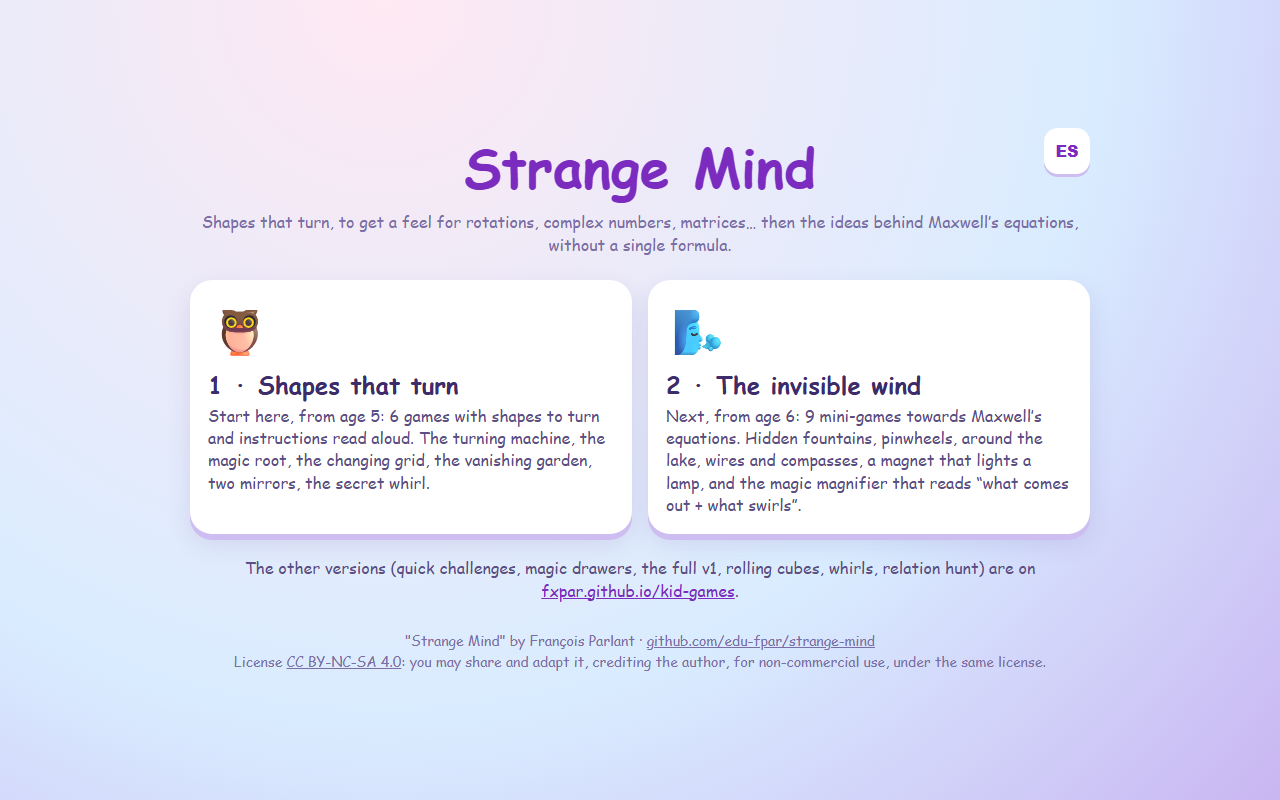 Strange Mind
ES
Shapes that turn, to get a feel for rotations, complex numbers, matrices… then the ideas behind Maxwell’s equations,
without a single formula.
1 · Shapes that turn
Start here, from age 5: 6 games with shapes to turn
and instructions read aloud. The turning machine, the
magic root, the changing grid, the vanishing garden,
two mirrors, the secret whirl.
2 · The invisible wind
Next, from age 6: 9 mini-games towards Maxwell’s
equations. Hidden fountains, pinwheels, around the
lake, wires and compasses, a magnet that lights a
lamp, and the magic magnifier that reads “what comes
out + what swirls”.
The other versions (quick challenges, magic drawers, the full v1, rolling cubes, whirls, relation hunt) are on
fxpar.github.io/kid-games.
"Strange Mind" by François Parlant · github.com/edu-fpar/strange-mind
License CC BY-NC-SA 4.0: you may share and adapt it, crediting the author, for non-commercial use, under the same license.